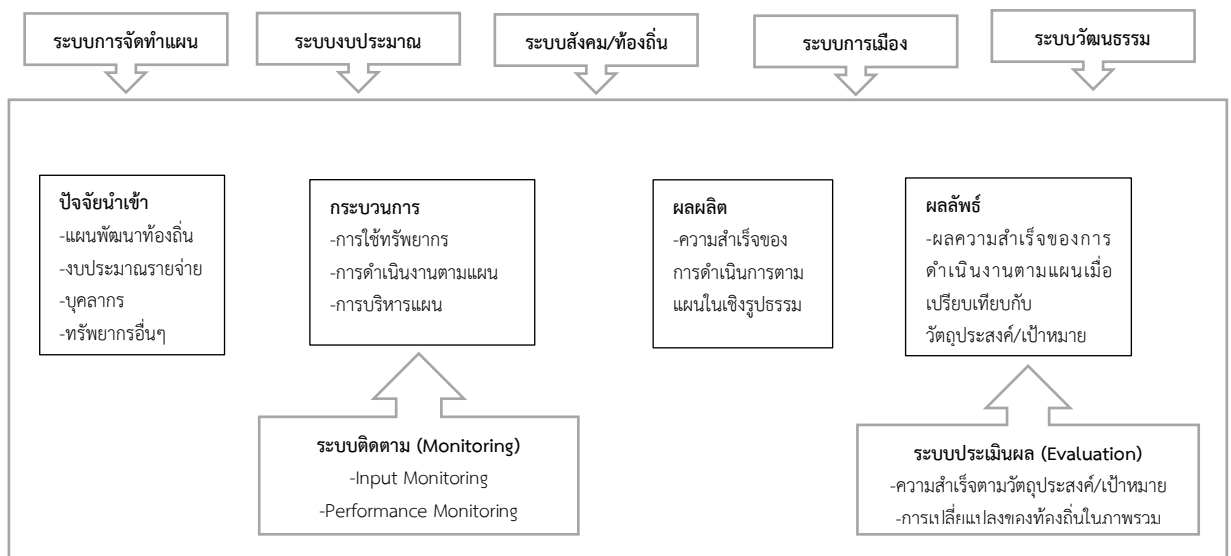 ระบบการจัดทำแผน
ระบบงบประมาณ
ระบบสังคม/ท้องถิ่น
ระบบการเมือง
ระบบวัฒนธรรม
ปัจจัยนำเข้า
-แผนพัฒนาท้องถิ่น
-งบประมาณรายจ่าย
-บุคลากร
-ทรัพยากรอื่นๆ
กระบวนการ
-การใช้ทรัพยากร
-การดำเนินงานตามแผน
-การบริหารแผน
ผลผลิต
-ความสำเร็จของ
การดำเนินการตาม
แผนในเชิงรูปธรรม
ผลลัพธ์
-ผลความสำเร็จของการ
ดำเนินงานตามแผนเมื่อ
เปรียบเทียบกับ
วัตถุประสงค์/เป้าหมาย
ระบบติดตาม (Monitoring)
-Input Monitoring
-Performance Monitoring
ระบบประเมินผล (Evaluation)
-ความสำเร็จตามวัตถุประสงค์/เป้าหมาย
-การเปลี่ยแปลงของท้องถิ่นในภาพรวม